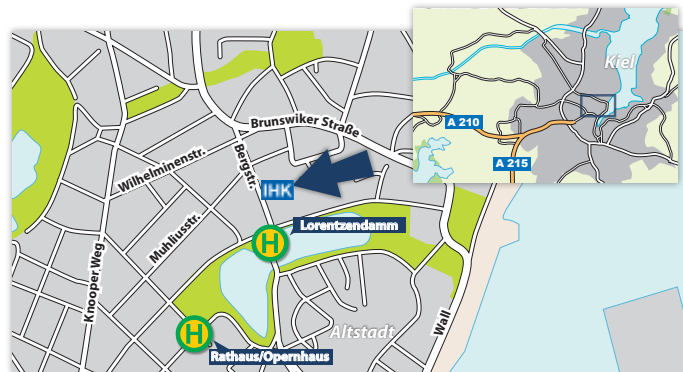 Kiel
A 210
A 215
Brunswiker Straße
Wilhelminenstr.
Bergstr.
IHK
Muhliusstr.
Lorentzendamm
H
Knooper Weg
Altstadt
Wall
H
Rathaus/Opernhaus